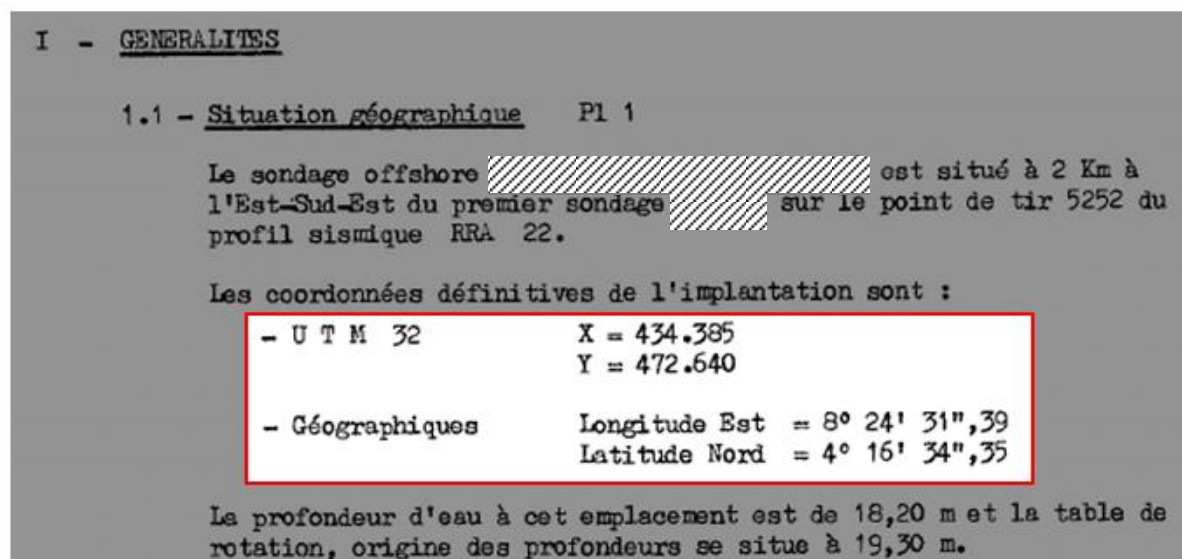 I - GENERALITES
1.1 - Situation géographique Pl 1
Le sondage offshore est situé à 2 Km à
l'Est-Sud-Est du premier sondage sur le point de tir 5252 du
profil sismique RRA 22.
Les coordonnées définitives de l'implantation sont :
- U T M 32 X = 434.385
Y = 472.640
- Géographiques Longitude Est = 8° 24' 31",39
Latitude Nord = 4° 16' 34",35
La profondeur d'eau à cet emplacement est de 18,20 m et la table de
rotation, origine des profondeurs se situe à 19,30 m.